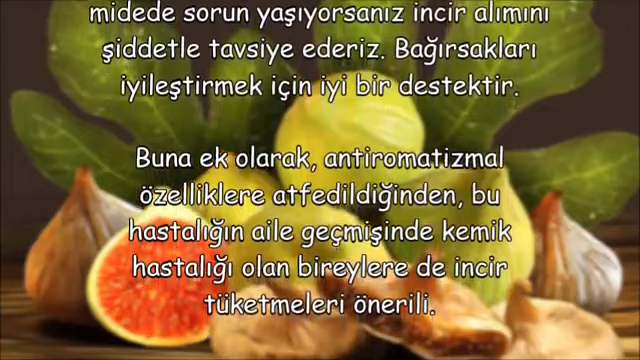 midede sorun yaşıyorsanız incir alımını
şiddetle tavsiye ederiz. Bağırsakları
iyileştirmek için iyi bir destektir.
Buna ek olarak, antiromatizmal
özelliklere atfedildiğinden, bu
hastalığın aile geçmişinde kemik
hastalığı olan bireylere de incir
tüketmeleri önerili.